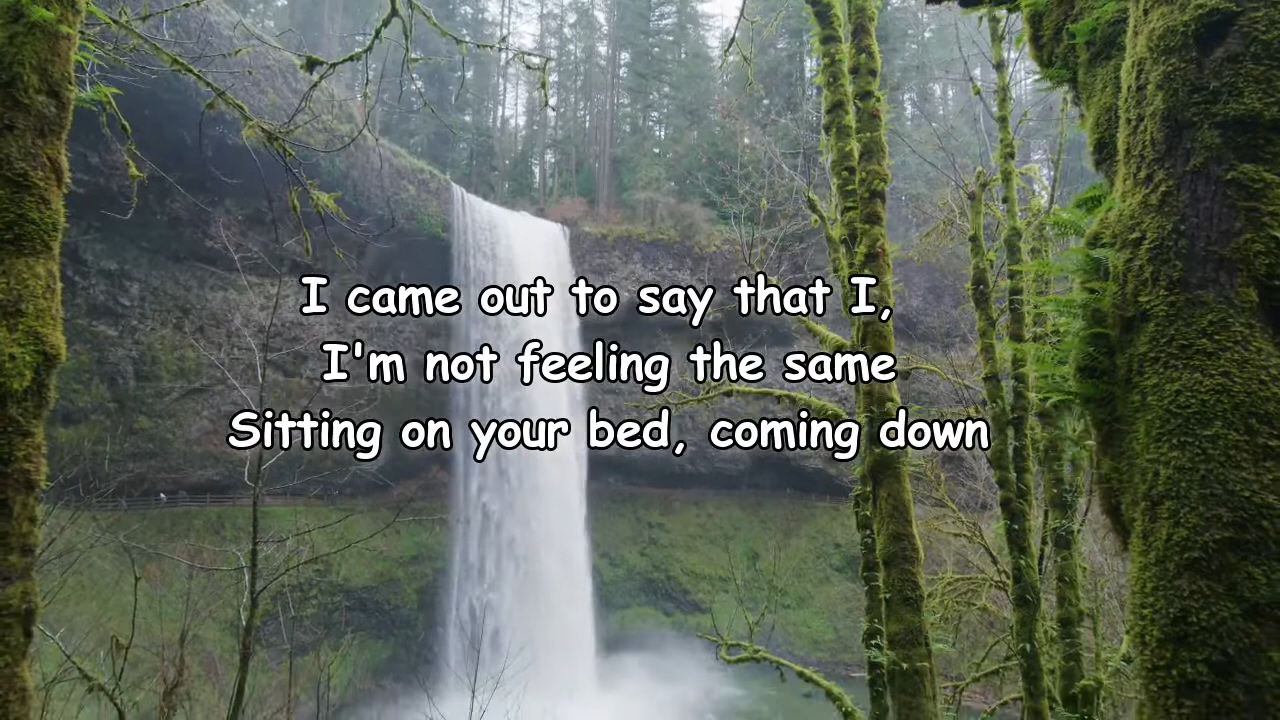 I came out to say that I,
I'm not feeling the same
Sitting on your bed, coming down